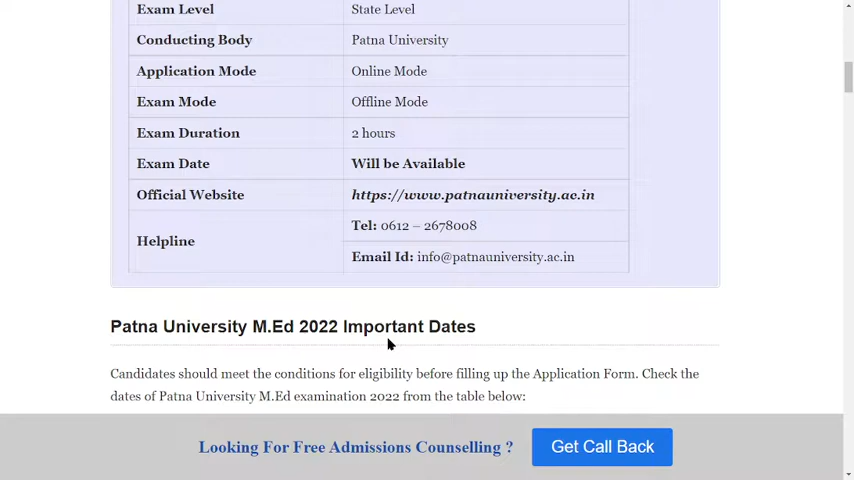 Exam Level State Level
Conducting Body Patna University
Application Mode Online Mode
Exam Mode Offline Mode
Exam Duration 2 hours
Exam Date Will be Available
Official Website https://www.patnauniversity.ac.in
Helpline
Tel: 0612 – 2678008
Email Id: info@patnauniversity.ac.in
Patna University M.Ed 2022 Important Dates
Candidates should meet the conditions for eligibility before filling up the Application Form. Check the
dates of Patna University M.Ed examination 2022 from the table below:
Looking For Free Admissions Counselling ? Get Call Back